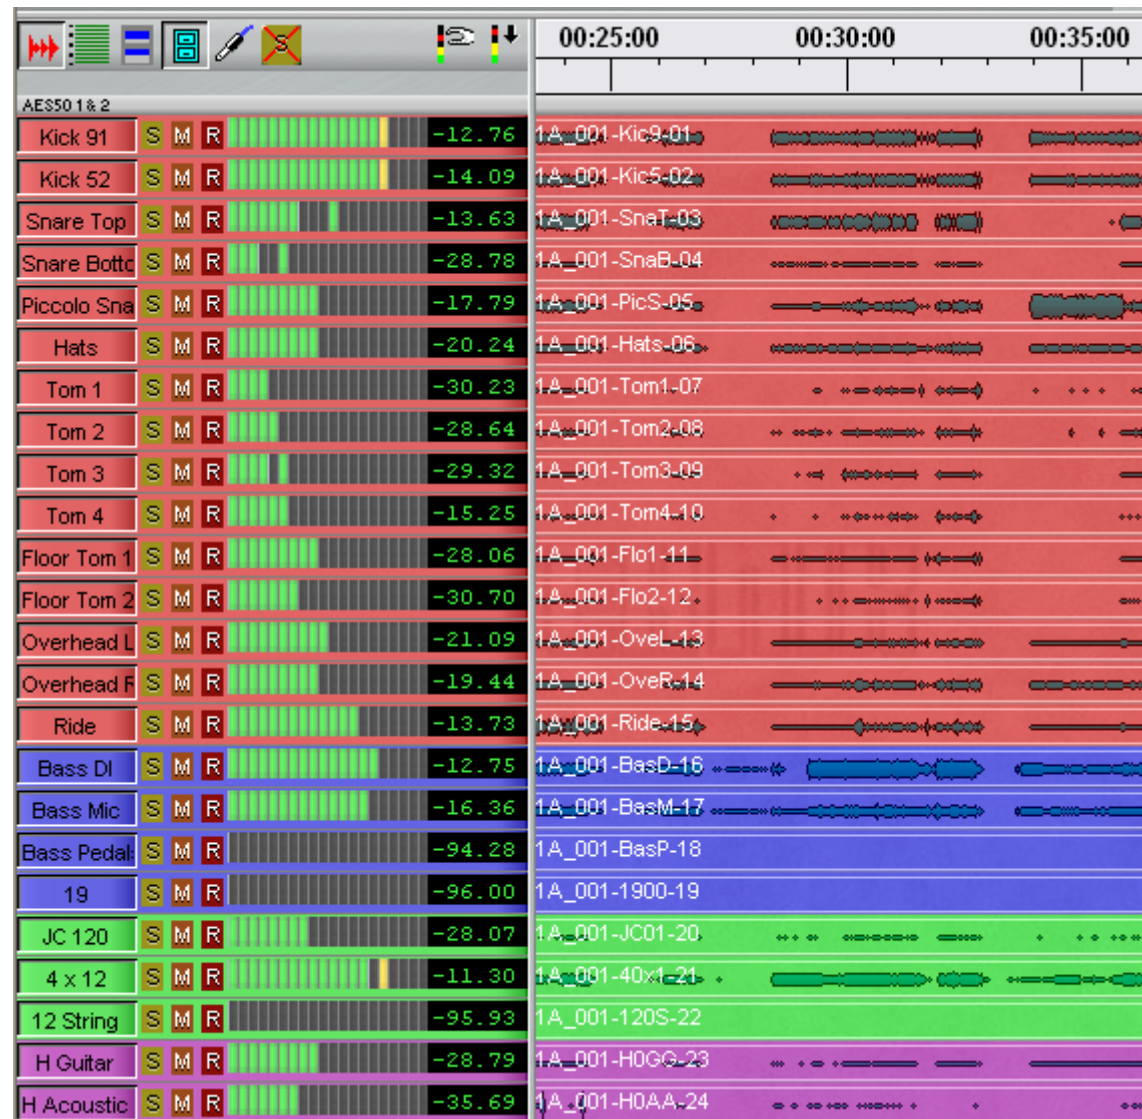 S 00:25:00 00:30:00 00:35:00
AES50 1 & 2
Kick 91 S M R -12.76 1A_001-Kic9-01
Kick 52 S M R -14.09 1A_001-Kic5-02
Snare Top S M R -13.63 1A_001-SnaT-03
Snare Botto S M R -28.78 1A_001-SnaB-04
Piccolo Sna S M R -17.79 1A_001-PicS-05
Hats S M R -20.24 1A_001-Hats-06
Tom 1 S M R -30.23 1A_001-Tom1-07
Tom 2 S M R -28.64 1A_001-Tom2-08
Tom 3 S M R -29.32 1A_001-Tom3-09
Tom 4 S M R -15.25 1A_001-Tom4-10
Floor Tom 1 S M R -28.06 1A_001-Flo1-11
Floor Tom 2 S M R -30.70 1A_001-Flo2-12
Overhead L S M R -21.09 1A_001-OveL-13
Overhead R S M R -19.44 1A_001-OveR-14
Ride S M R -13.73 1A_001-Ride-15
Bass DI S M R -12.75 1A_001-BasD-16
Bass Mic S M R -16.36 1A_001-BasM-17
Bass Pedal S M R -94.28 1A_001-BasP-18
19 S M R -96.00 1A_001-1900-19
JC 120 S M R -28.07 1A_001-JC01-20
4 x 12 S M R -11.30 1A_001-40x1-21
12 String S M R -95.93 1A_001-120S-22
H Guitar S M R -28.79 1A_001-H0GG-23
H Acoustic S M R -35.69 1A_001-H0AA-24